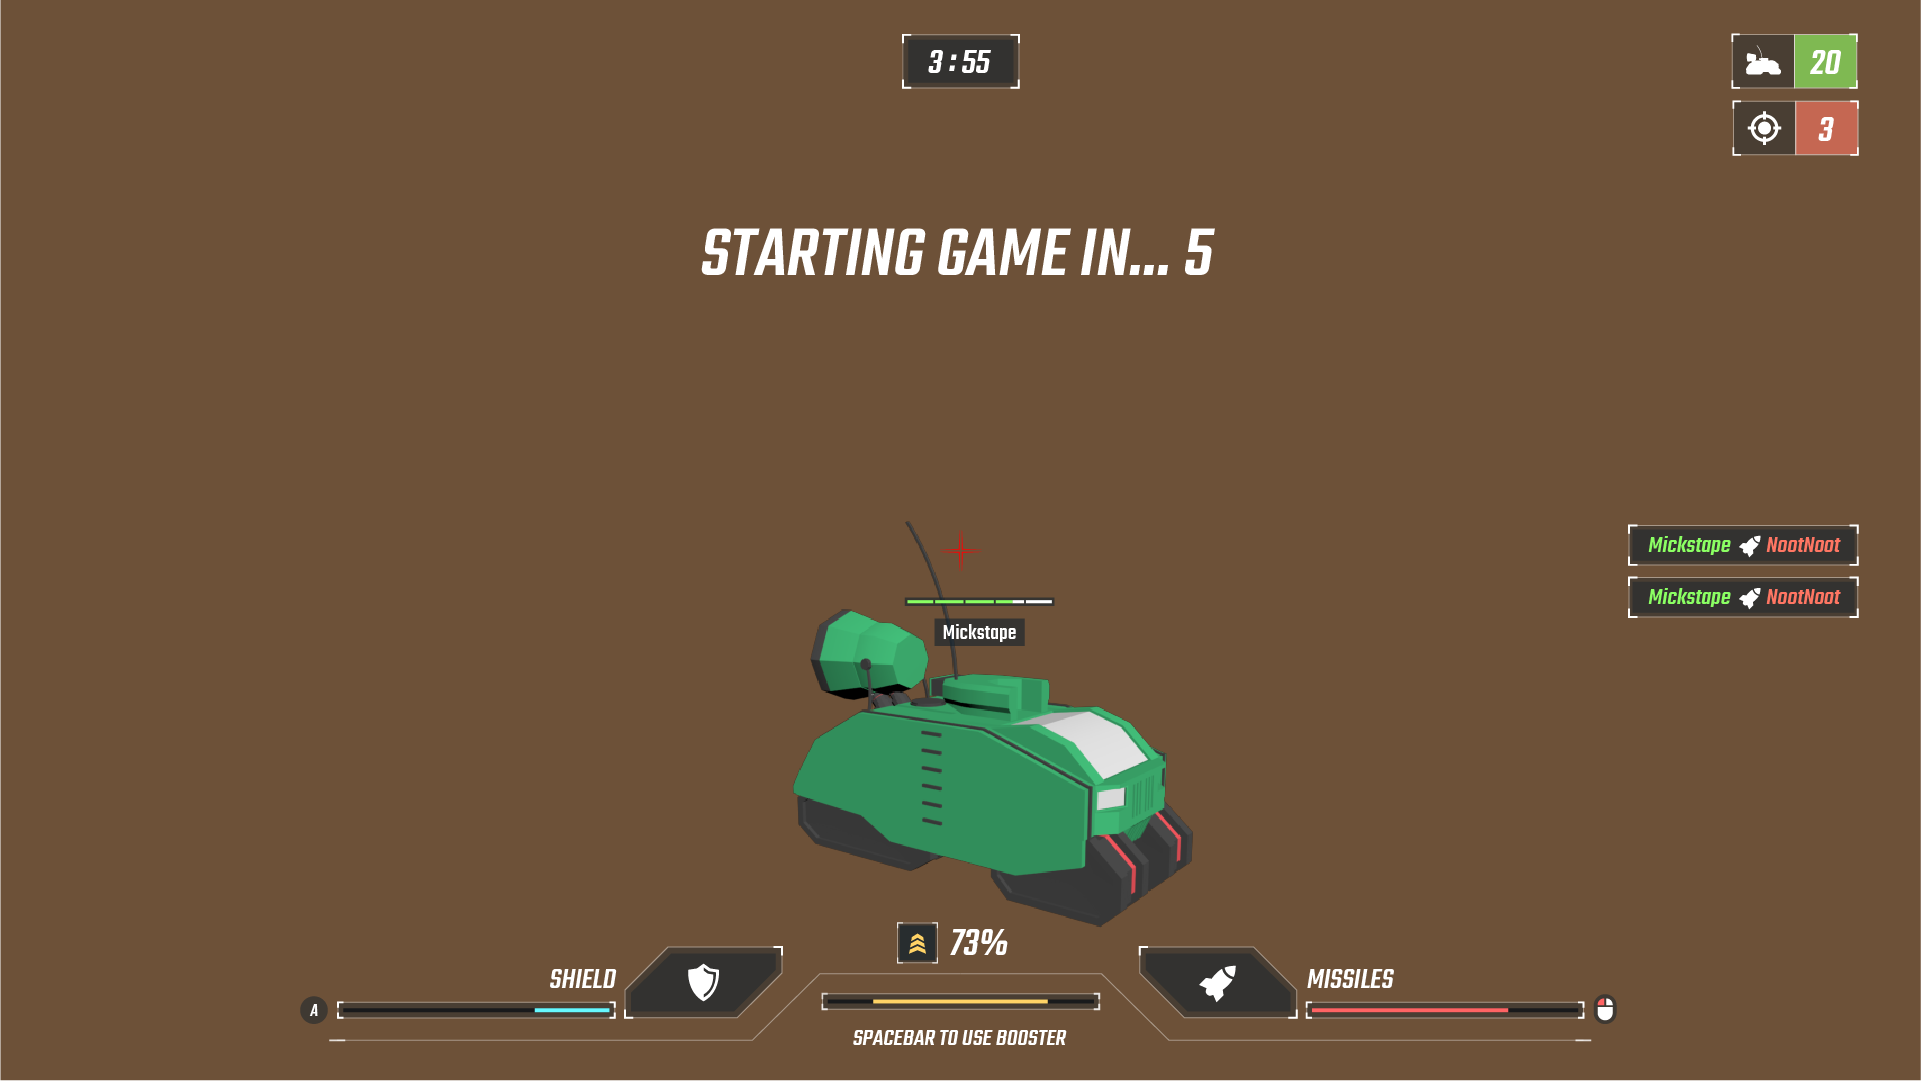 3:55
20
3
STARTING GAME IN... 5
Mickstape NootNoot
Mickstape NootNoot
Mickstape
73%
SHIELD
MISSILES
A
SPACEBAR TO USE BOOSTER